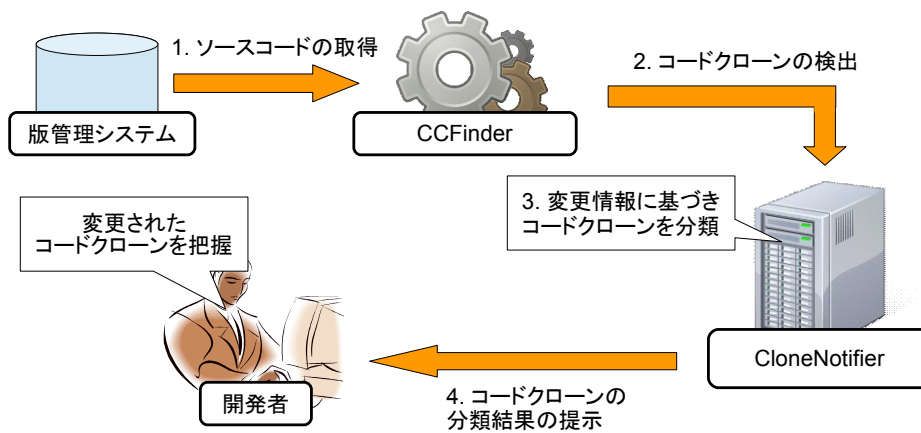 1. ソースコードの取得
2. コードクローンの検出
版管理システム
CCFinder
3. 変更情報に基づき
コードクローンを分類
変更された
コードクローンを把握
CloneNotifier
開発者
4. コードクローンの
分類結果の提示